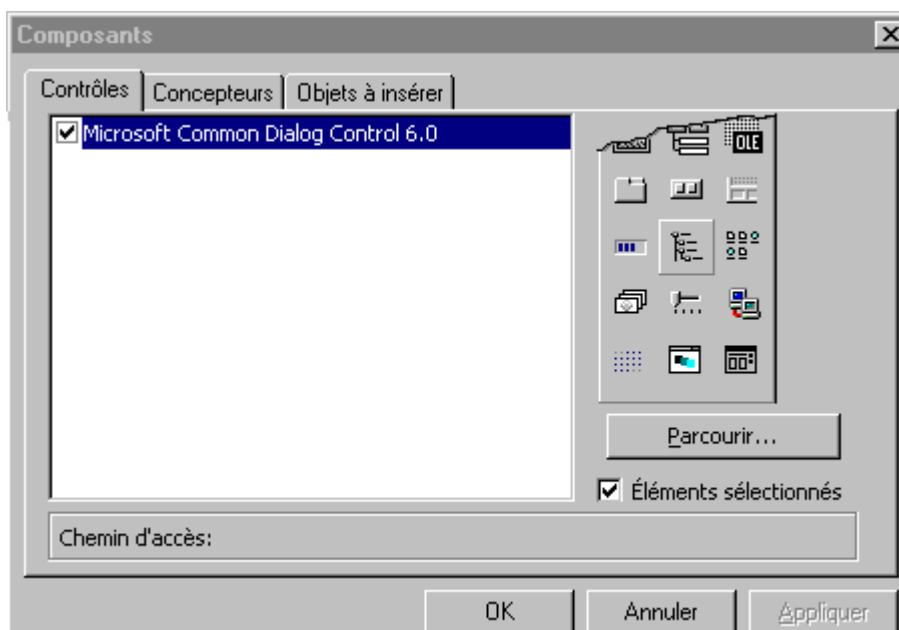 Composants
Contrôles Concepteurs Objets à insérer
Microsoft Common Dialog Control 6.0
OLE
Parcourir...
Éléments sélectionnés
Chemin d'accès:
OK Annuler Appliquer